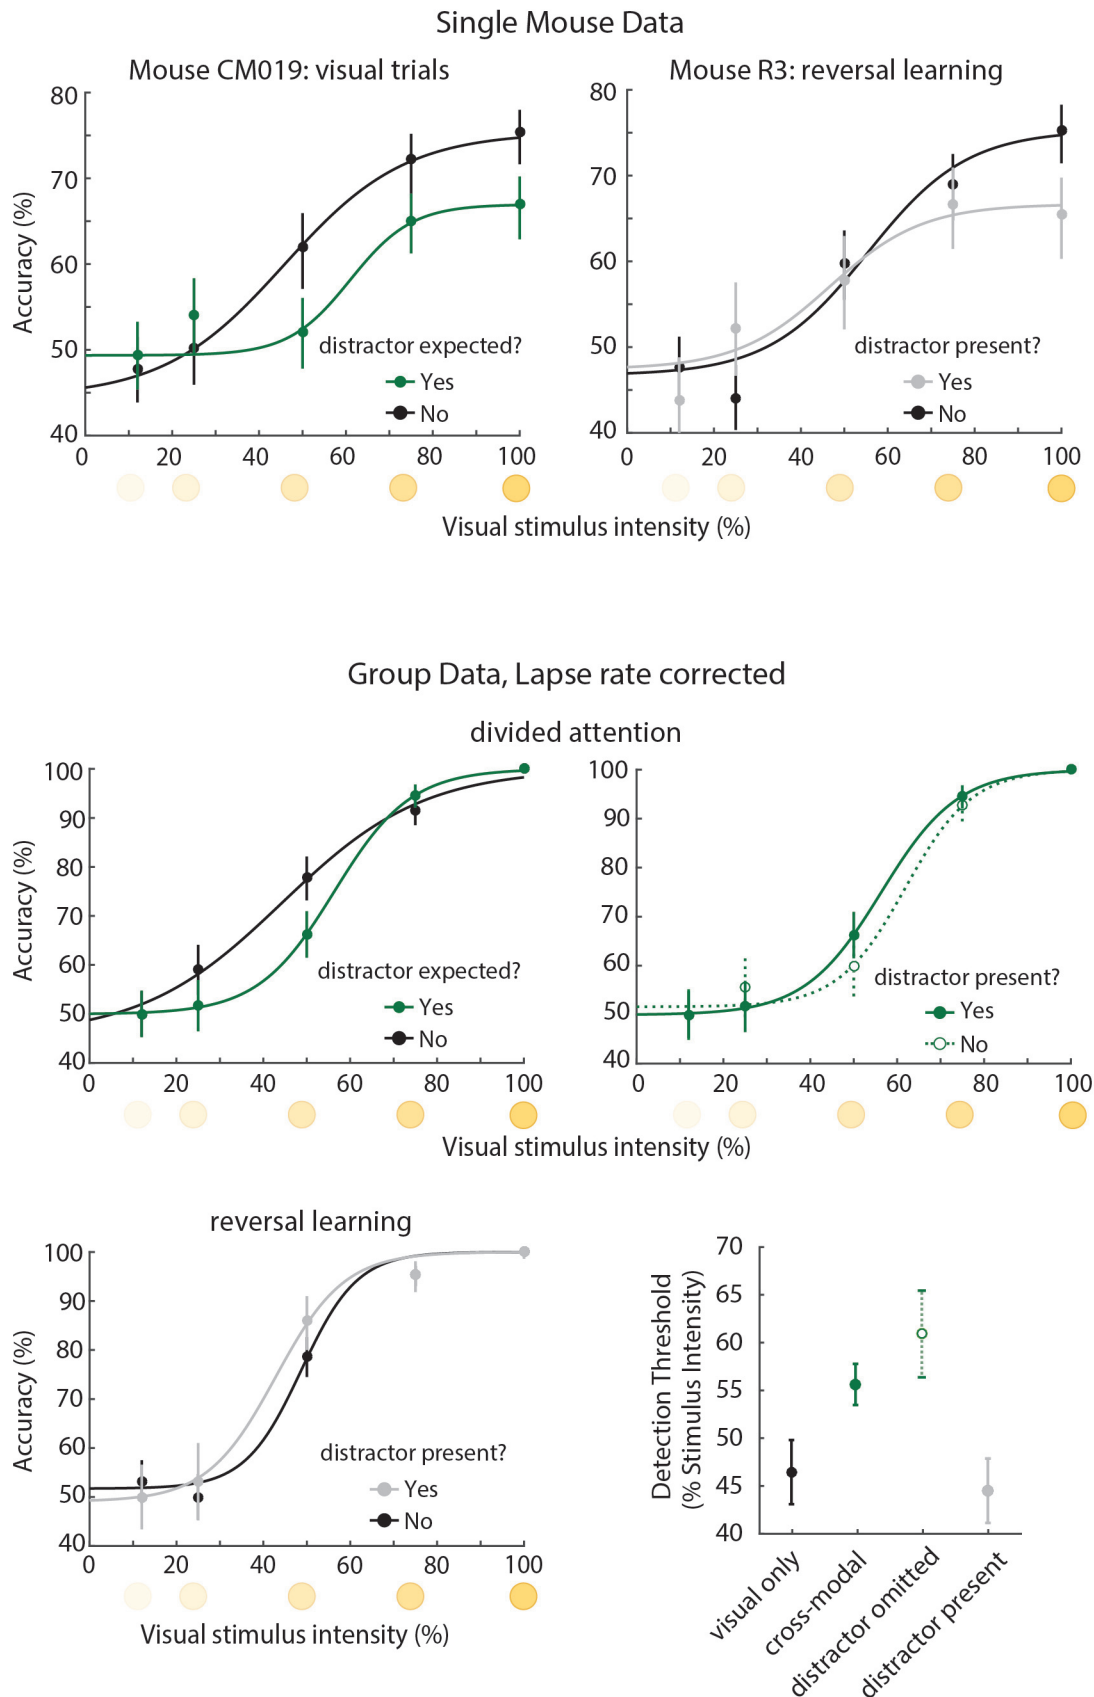 Single Mouse Data
Mouse CM019: visual trials
80
70
60
50
40
Accuracy (%)
distractor expected?
Yes
No
0 20 40 60 80 100
Mouse R3: reversal learning
80
70
60
50
40
distractor present?
Yes
No
0 20 40 60 80 100
Visual stimulus intensity (%)
Group Data, Lapse rate corrected
divided attention
100
90
80
70
60
50
40
Accuracy (%)
distractor expected?
Yes
No
0 20 40 60 80 100
100
90
80
70
60
50
40
distractor present?
Yes
No
0 20 40 60 80 100
Visual stimulus intensity (%)
reversal learning
100
90
80
70
60
50
40
Accuracy (%)
distractor present?
Yes
No
0 20 40 60 80 100
Visual stimulus intensity (%)
70
65
60
55
50
45
40
Detection Threshold
(% Stimulus Intensity)
visual only
cross-modal
distractor omitted
distractor present